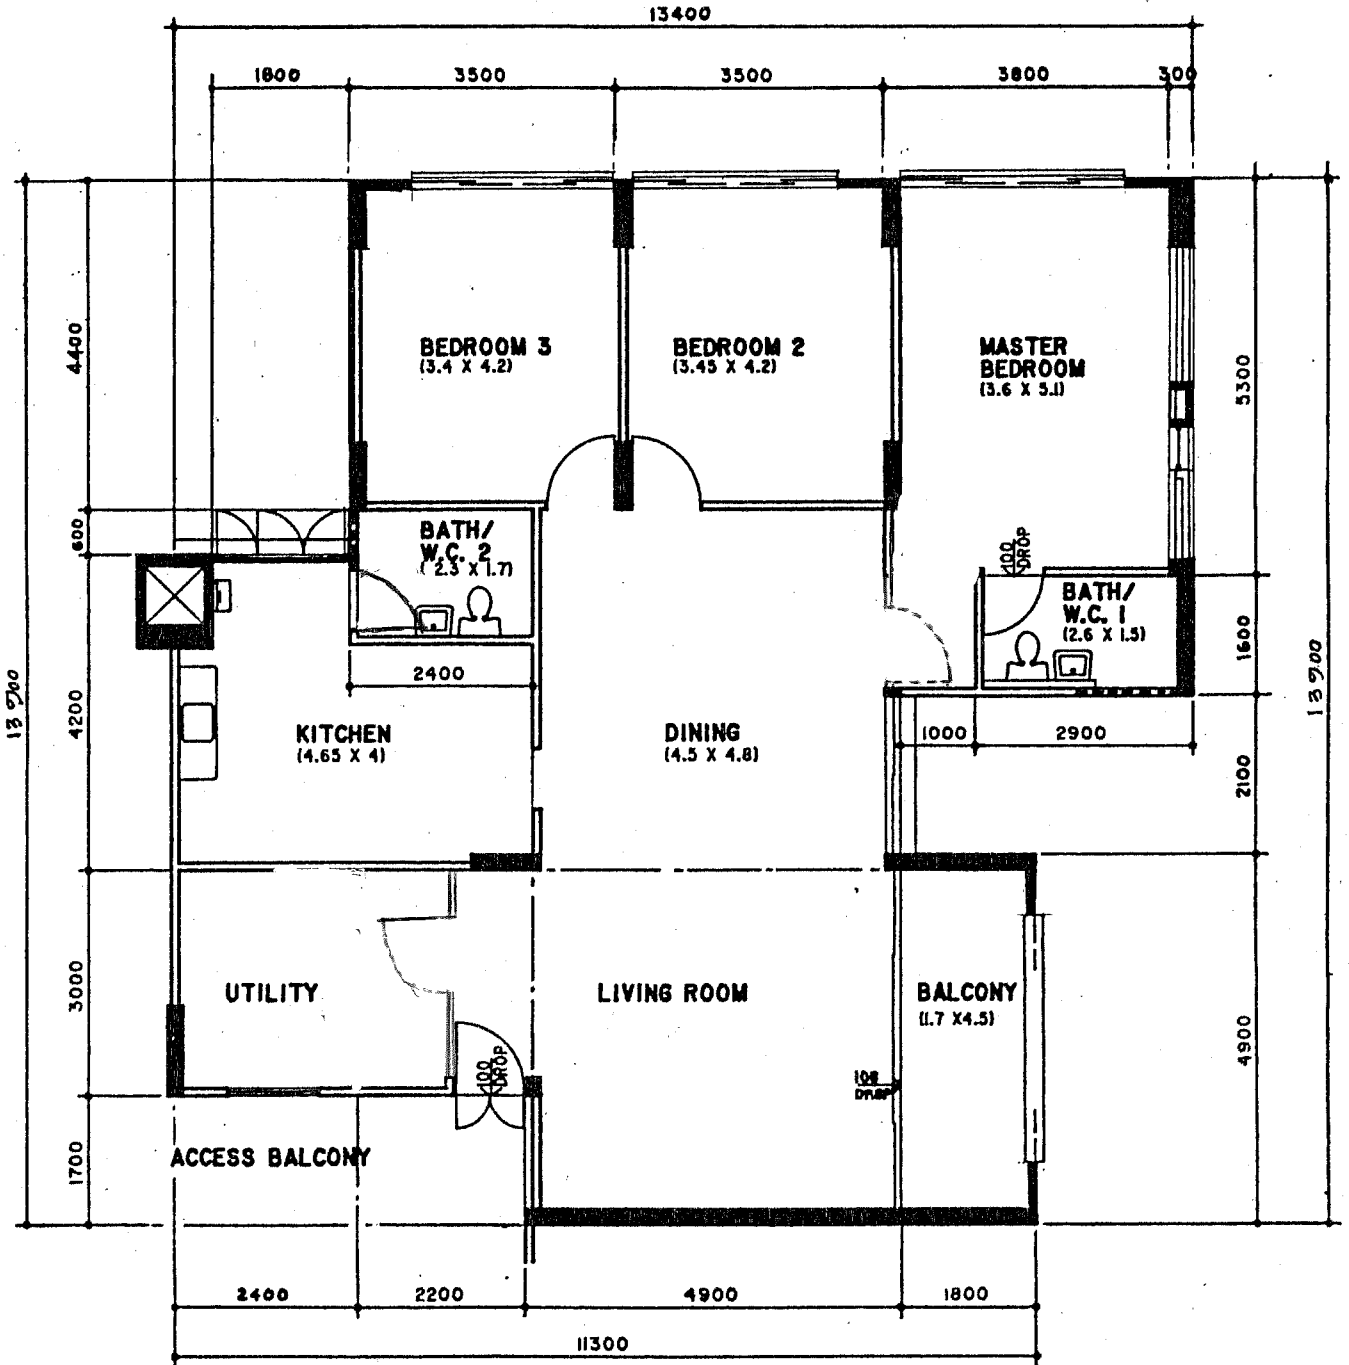 13400
1800 3500 3500 3800 300
BEDROOM 3
(3.4 X 4.2)
BEDROOM 2
(3.45 X 4.2)
MASTER
BEDROOM
(3.6 X 5.1)
4400
5300
600
BATH/
W.C. 2
(2.3 X 1.7)
100
DROP
BATH/
W.C. 1
(2.6 X 1.5)
1600
2400
13900
4200
13900
KITCHEN
(4.65 X 4)
DINING
(4.5 X 4.8)
1000 2900
2100
3000
UTILITY
LIVING ROOM
BALCONY
(1.7 X4.5)
4900
100
DROP
100
DROP
1700
ACCESS BALCONY
2400 2200 4900 1800
11300